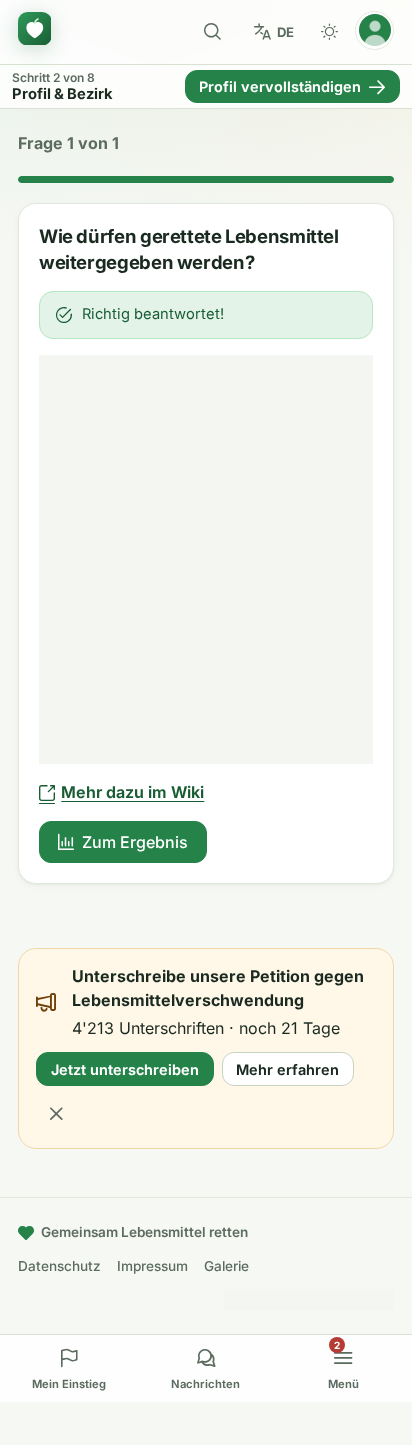 DE
Schritt 2 von 8
Profil & Bezirk
Profil vervollständigen
Frage 1 von 1
Wie dürfen gerettete Lebensmittel
weitergegeben werden?
Richtig beantwortet!
Mehr dazu im Wiki
Zum Ergebnis
Unterschreibe unsere Petition gegen
Lebensmittelverschwendung
4'213 Unterschriften · noch 21 Tage
Jetzt unterschreiben
Mehr erfahren
Gemeinsam Lebensmittel retten
Datenschutz Impressum Galerie
2
Mein Einstieg Nachrichten Menü